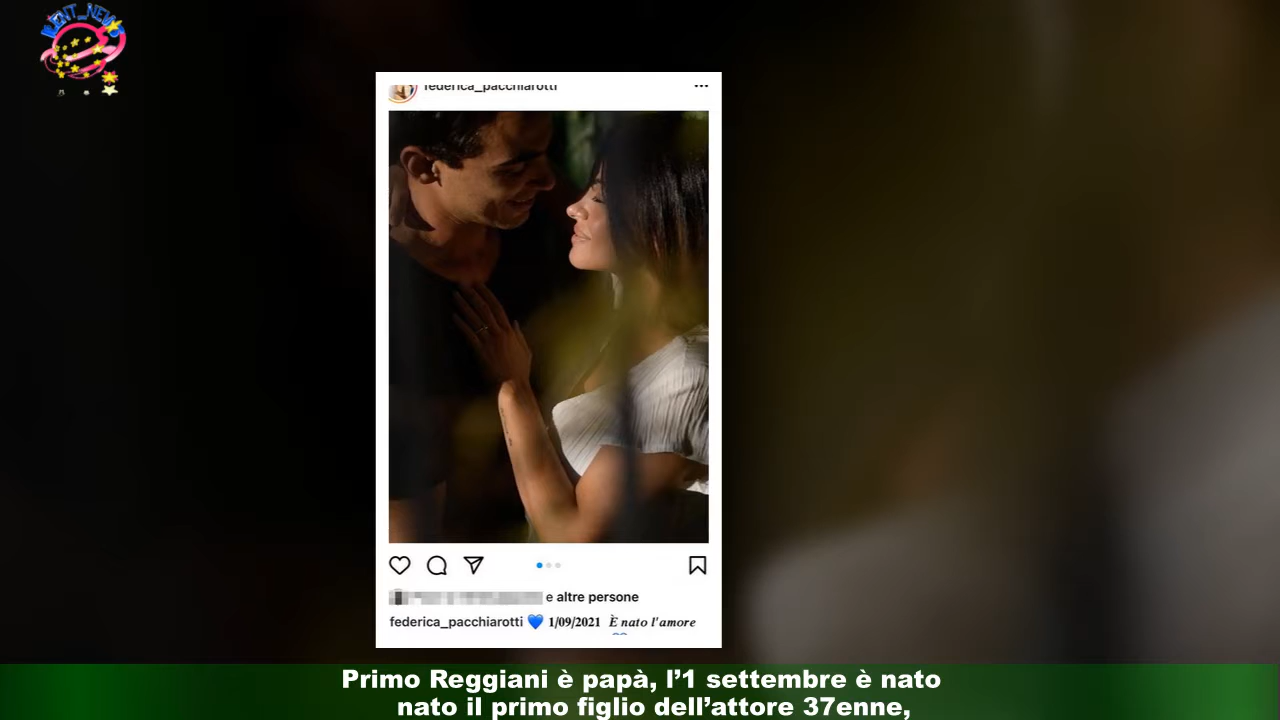 federica_pacchiarotti
e altre persone
federica_pacchiarotti 💙 1/09/2021 È nato l'amore
Primo Reggiani è papà, l’1 settembre è nato
nato il primo figlio dell’attore 37enne,